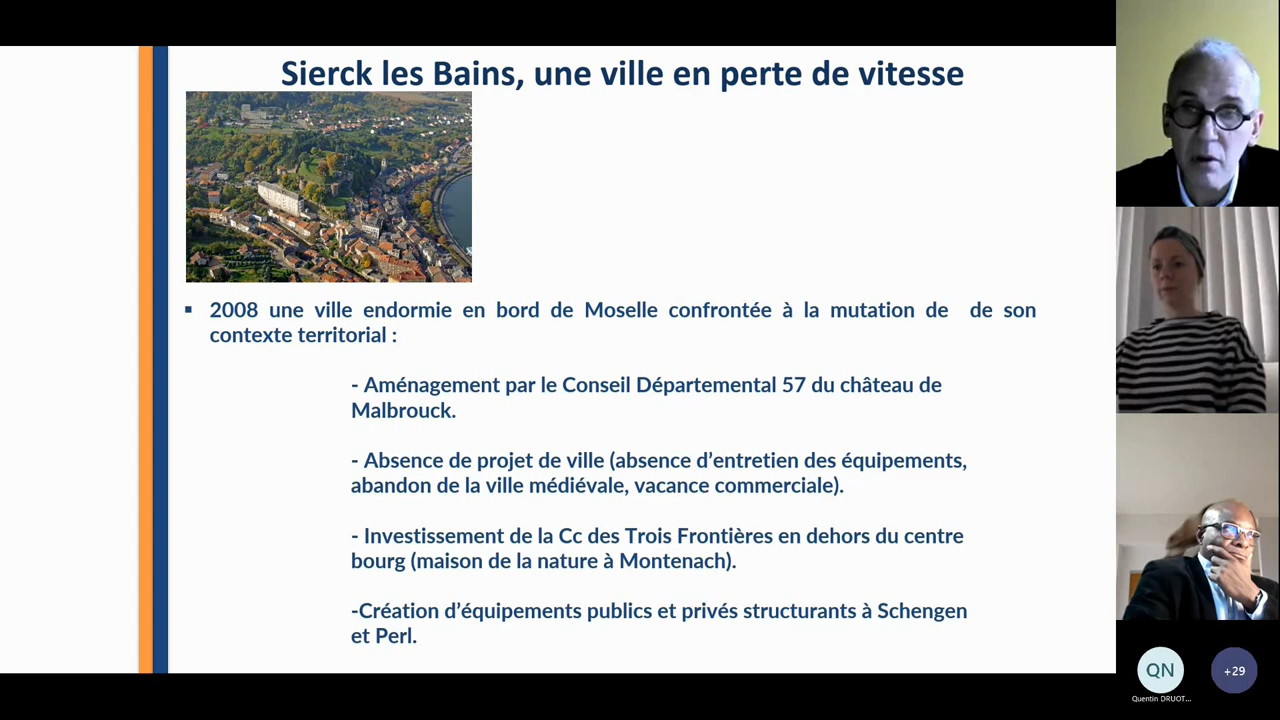 Sierck les Bains, une ville en perte de vitesse
▪ 2008 une ville endormie en bord de Moselle confrontée à la mutation de de son
contexte territorial :
- Aménagement par le Conseil Départemental 57 du château de
Malbrouck.
- Absence de projet de ville (absence d’entretien des équipements,
abandon de la ville médiévale, vacance commerciale).
- Investissement de la Cc des Trois Frontières en dehors du centre
bourg (maison de la nature à Montenach).
-Création d’équipements publics et privés structurants à Schengen
et Perl.
QN
+29
Quentin DRUOT...